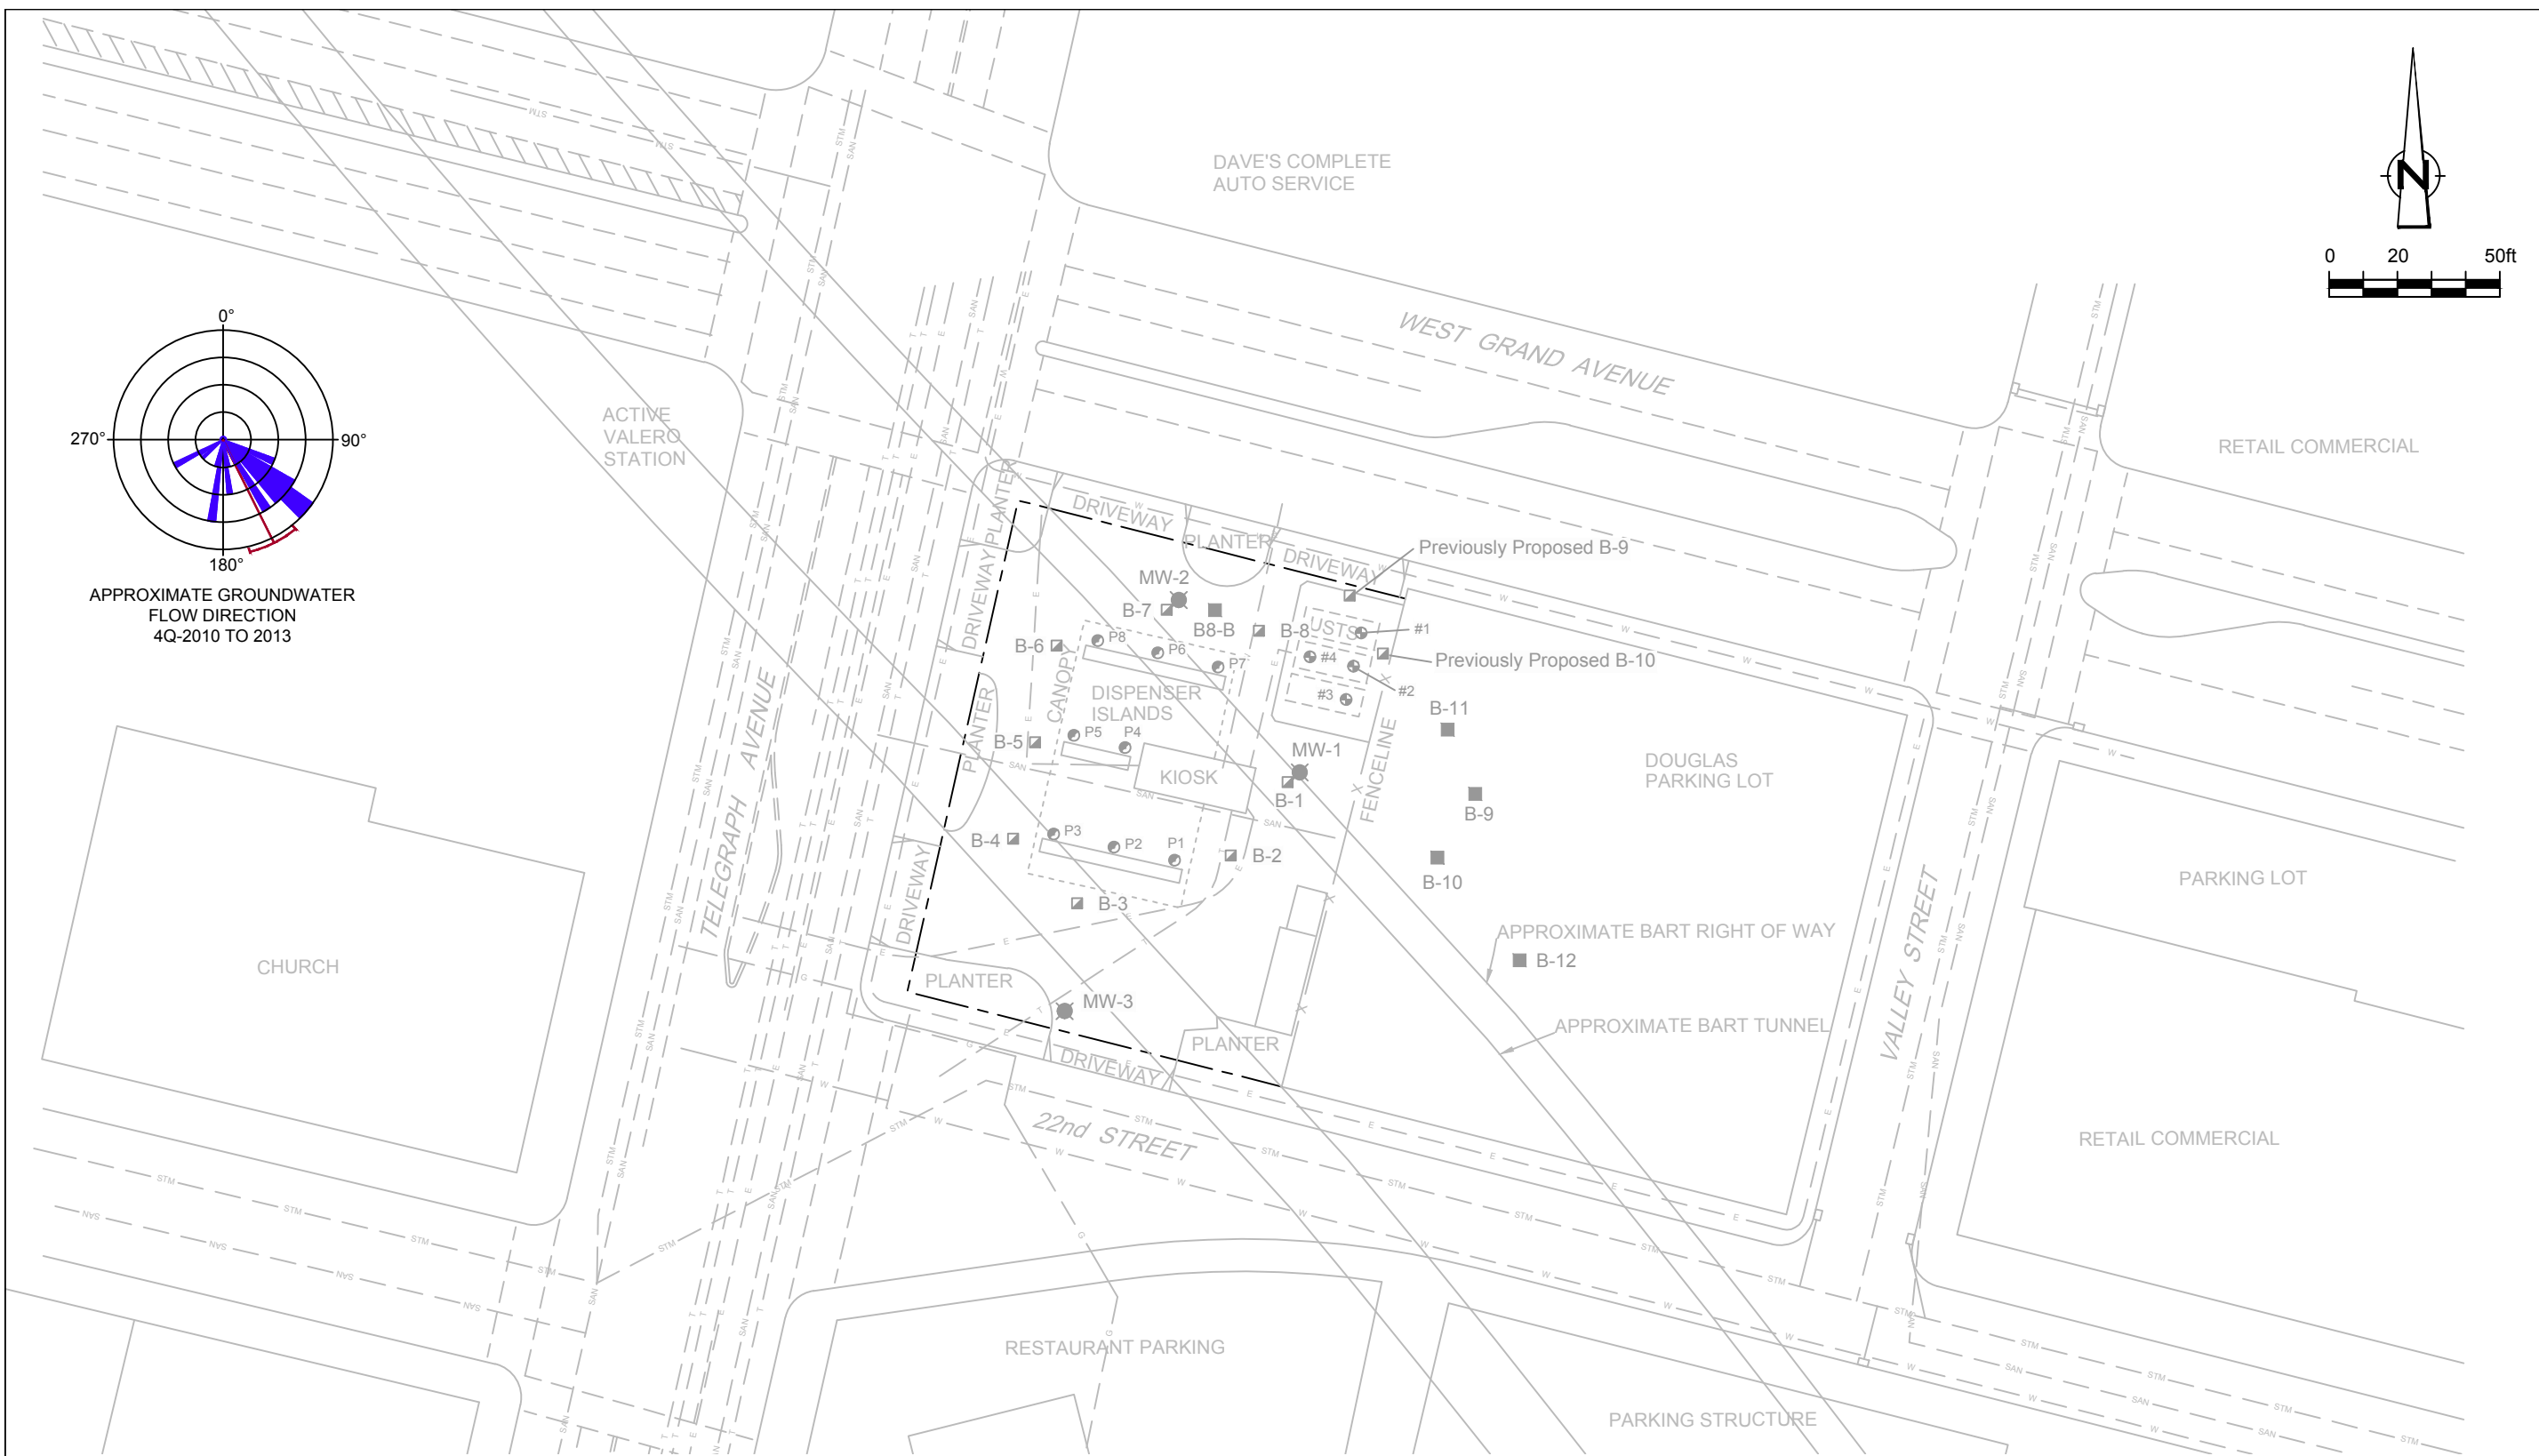 DAVE'S COMPLETE
AUTO SERVICE
N
0 20 50ft
WEST GRAND AVENUE
0°
270°
90°
180°
APPROXIMATE GROUNDWATER
FLOW DIRECTION
4Q-2010 TO 2013
ACTIVE
VALERO
STATION
RETAIL COMMERCIAL
DRIVEWAY
PLANTER
PLANTER
DRIVEWAY
DRIVEWAY
Previously Proposed B-9
MW-2
B-7
B8-B
B-8
USTS
#1
#4
#2
#3
Previously Proposed B-10
B-6
P8
P6
P7
CANOPY
DISPENSER
ISLANDS
PLANTER
B-5
P5
P4
KIOSK
MW-1
B-1
B-11
FENCELINE
DOUGLAS
PARKING LOT
B-9
TELEGRAPH AVENUE
B-4
P3
P2
P1
B-2
B-10
B-3
DRIVEWAY
PARKING LOT
APPROXIMATE BART RIGHT OF WAY
B-12
CHURCH
PLANTER
MW-3
APPROXIMATE BART TUNNEL
VALLEY STREET
PLANTER
DRIVEWAY
22nd STREET
RETAIL COMMERCIAL
RESTAURANT PARKING
PARKING STRUCTURE